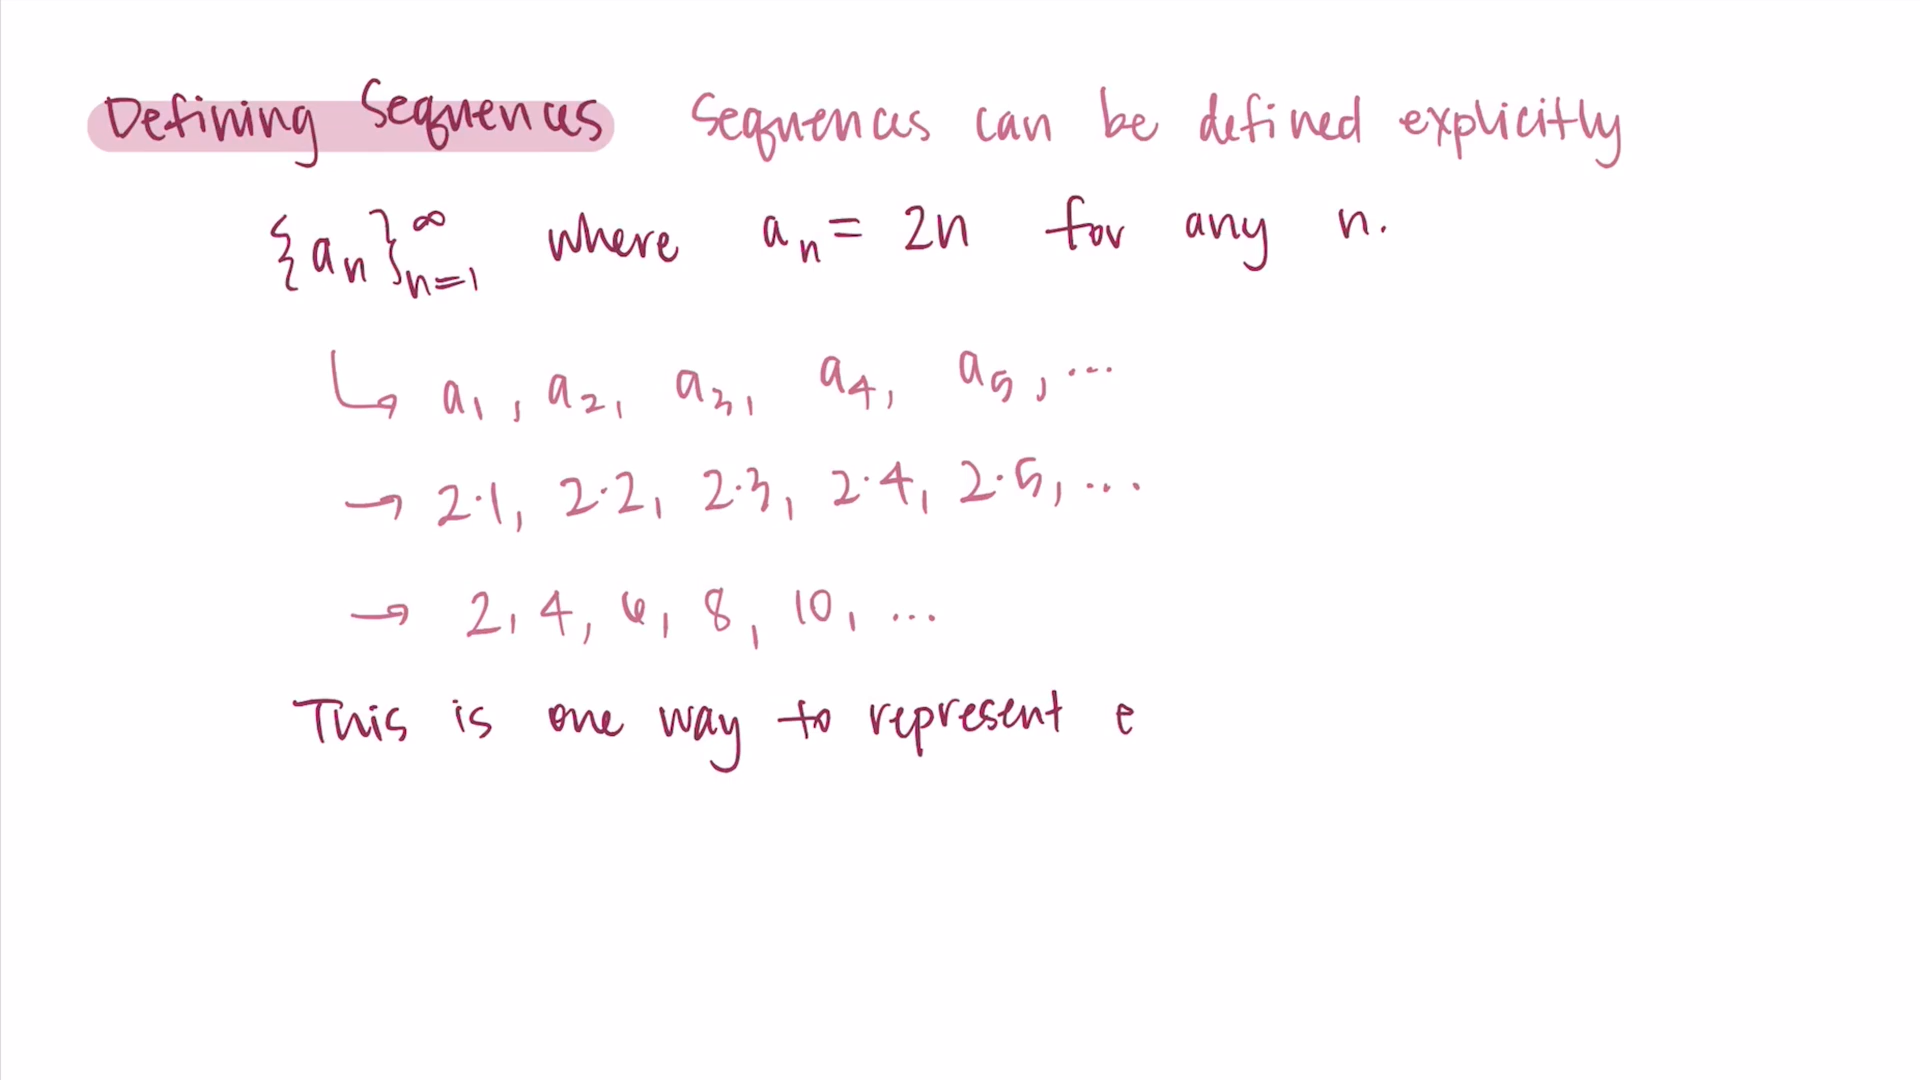 Defining Sequences Sequences can be defined explicitly
{aₙ}∞ₙ₌₁ where aₙ = 2n for any n.
↳ a₁, a₂, a₃, a₄, a₅, ...
→ 2·1, 2·2, 2·3, 2·4, 2·5, ...
→ 2, 4, 6, 8, 10, ...
This is one way to represent e